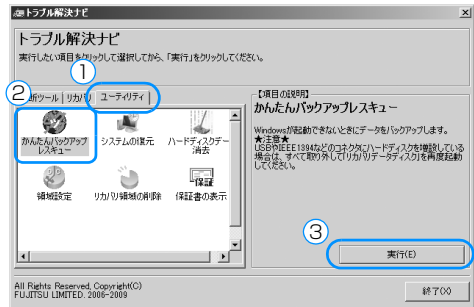 トラブル解決ナビ
トラブル解決ナビ
実行したい項目をクリックして選択してから、「実行」をクリックしてください。
①
②
断ツール リカバリ ユーティリティ
かんたんバックアップレスキュー
システムの復元
ハードディスクデータ消去
領域設定
リカバリ領域の削除
保証書の表示
【項目の説明】
かんたんバックアップレスキュー
Windowsが起動できないときにデータをバックアップします。
★注意★
USBやIEEE1394などのコネクタにハードディスクを増設している
場合は、すべて取り外して「リカバリデータディスク」を再度起動
してください。
③
実行(E)
All Rights Reserved, Copyright(C)
FUJITSU LIMITED. 2006-2009
終了(X)